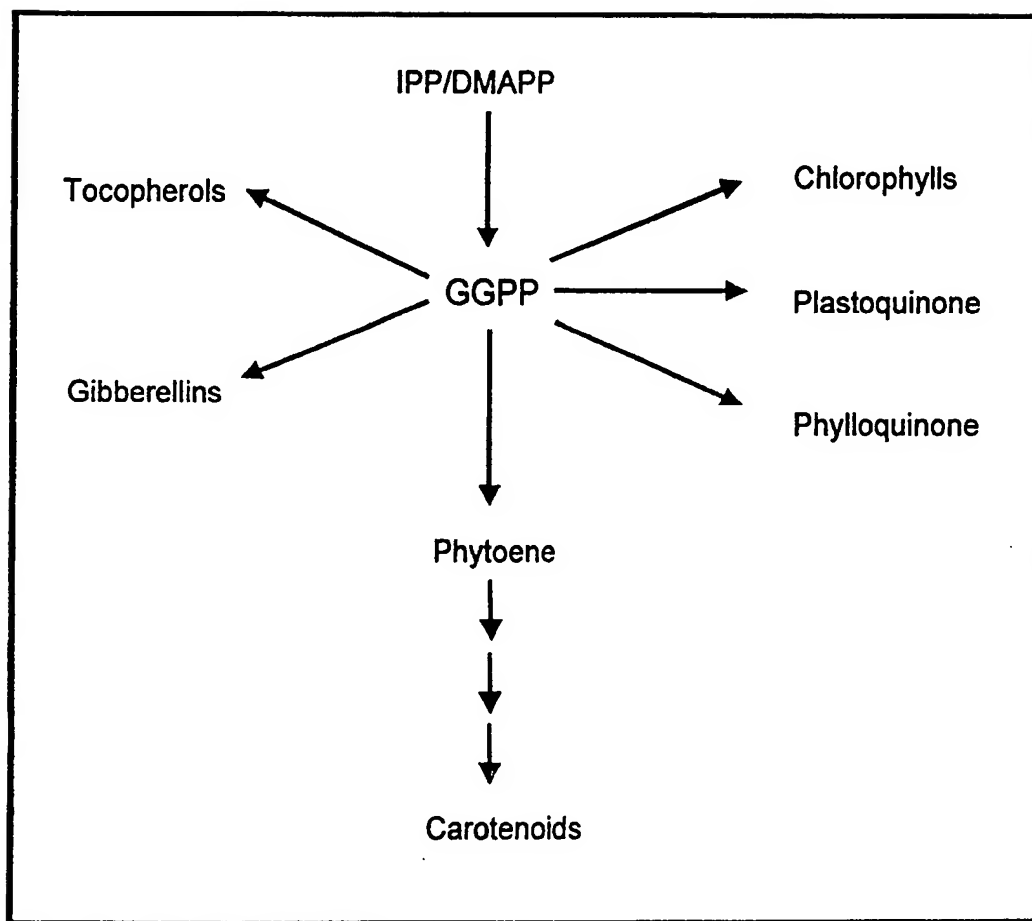 IPP/DMAPP
Tocopherols
Chlorophylls
GGPP
Plastoquinone
Gibberellins
Phylloquinone
Phytoene
Carotenoids